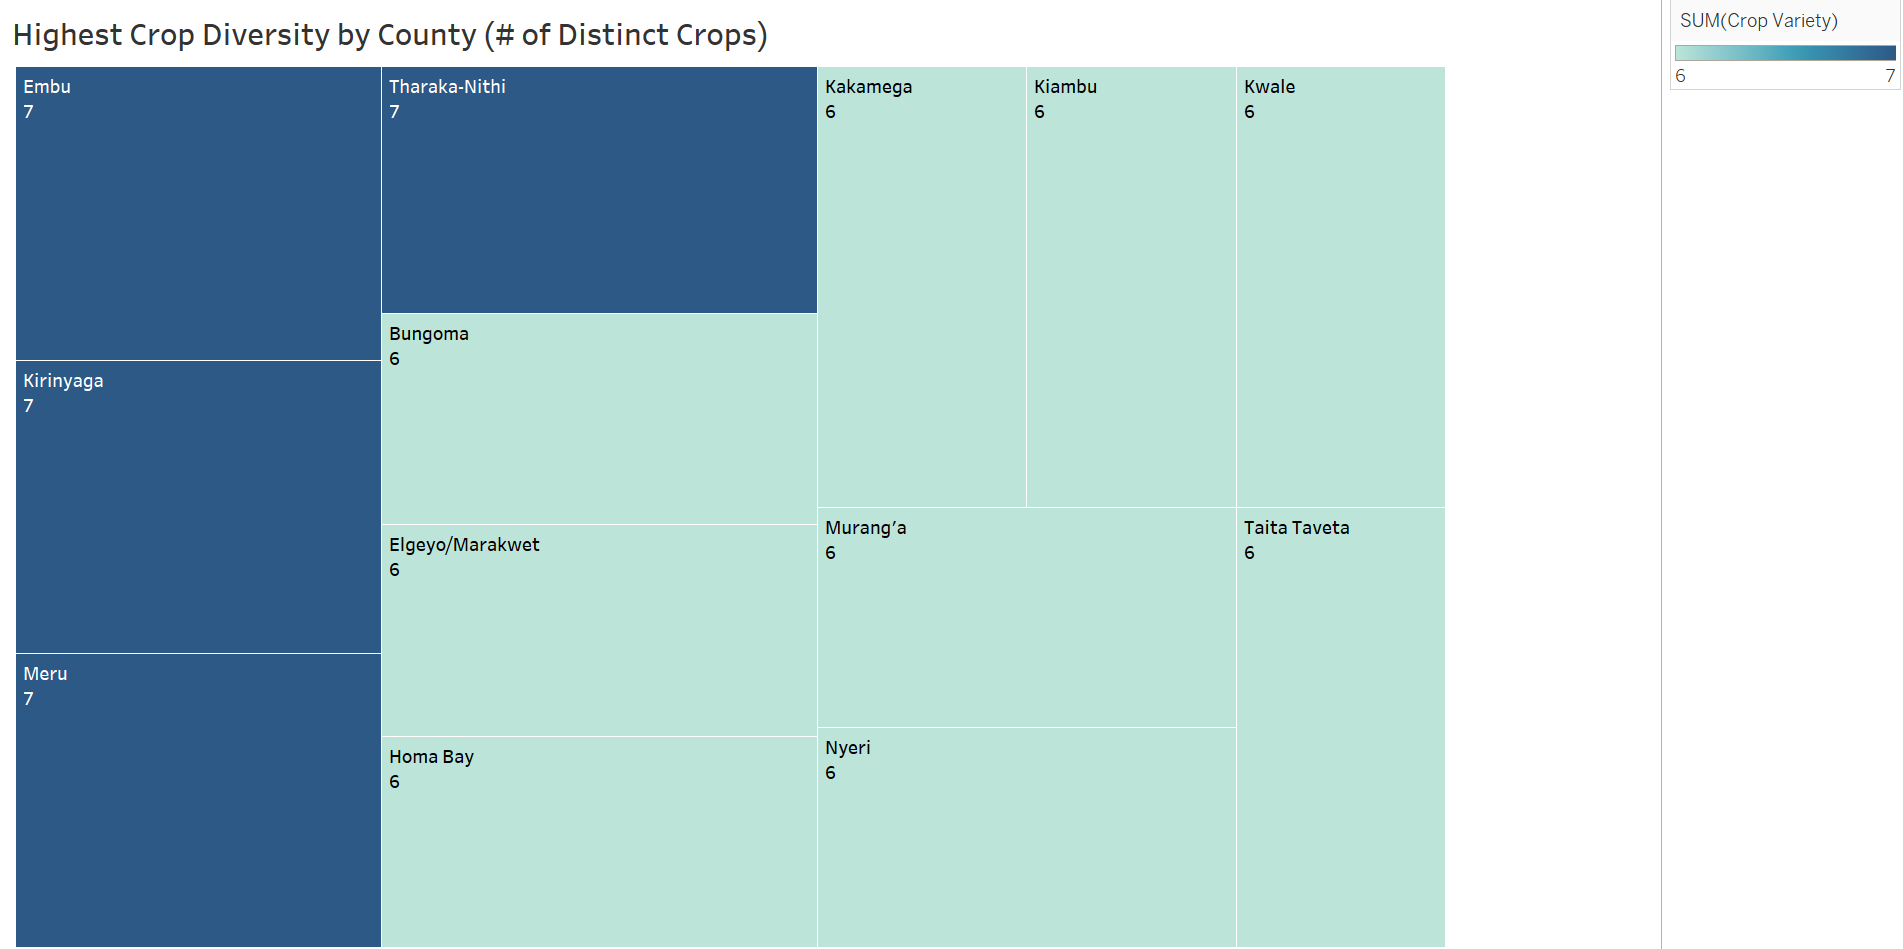 Highest Crop Diversity by County (# of Distinct Crops)
SUM(Crop Variety)
6
7
Embu
7
Kirinyaga
7
Meru
7
Tharaka-Nithi
7
Bungoma
6
Elgeyo/Marakwet
6
Homa Bay
6
Kakamega
6
Kiambu
6
Kwale
6
Murang’a
6
Nyeri
6
Taita Taveta
6